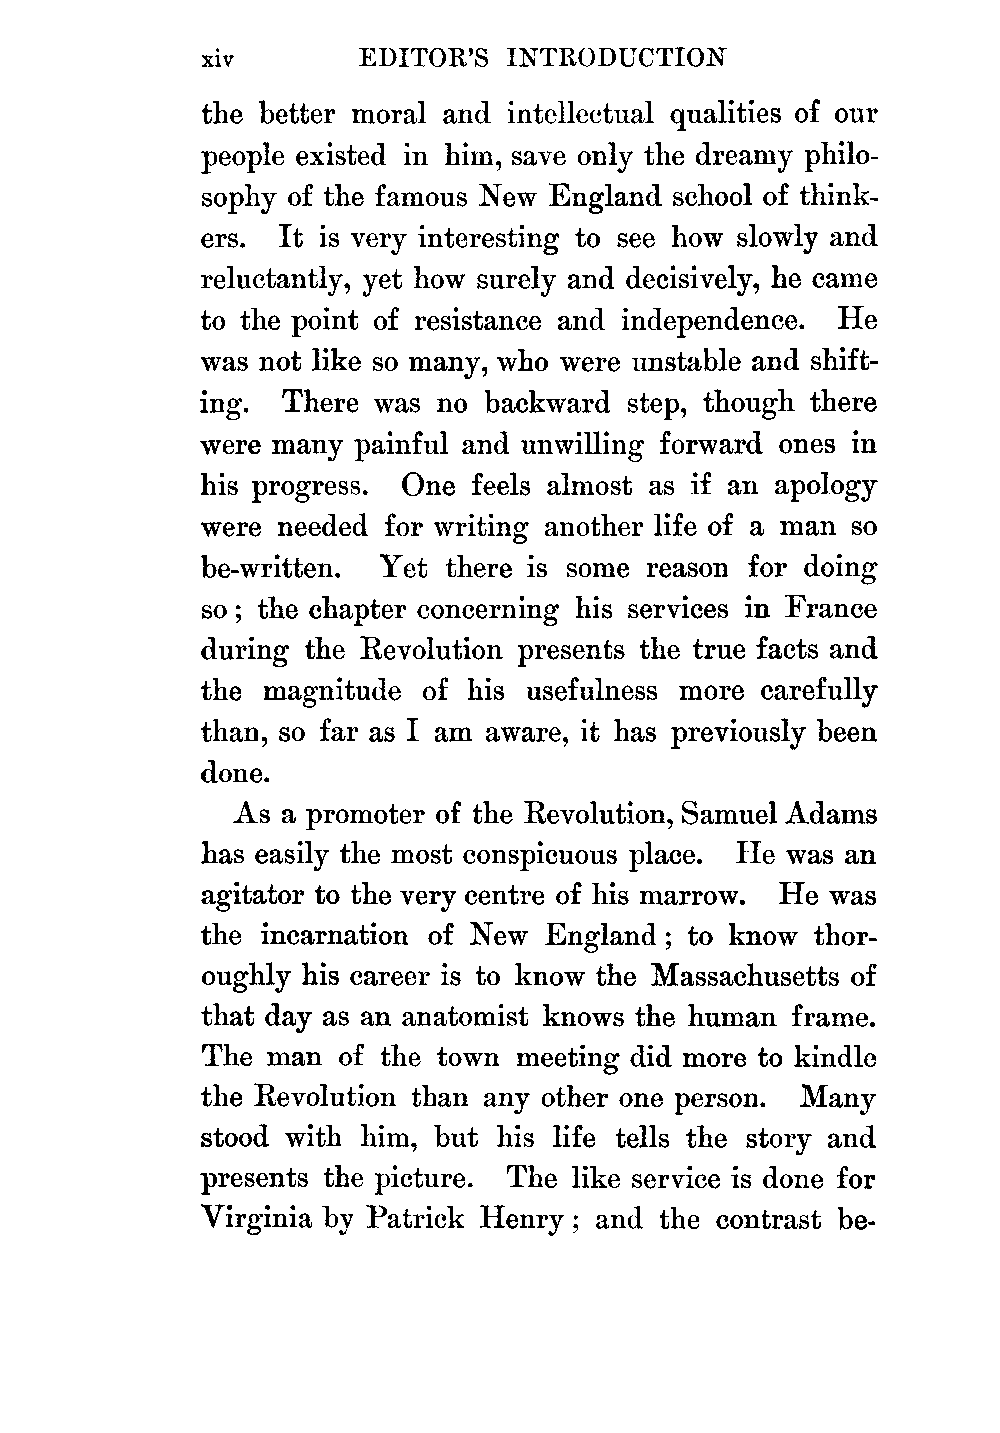 xiv EDITOR'S INTRODUCTION
the better moral and intellectual qualities of our
people existed in him, save only the dreamy philo-
sophy of the famous New England school of think-
ers. It is very interesting to see how slowly and
reluctantly, yet how surely and decisively, he came
to the point of resistance and independence. He
was not like so many, who were unstable and shift-
ing. There was no backward step, though there
were many painful and unwilling forward ones in
his progress. One feels almost as if an apology
were needed for writing another life of a man so
be-written. Yet there is some reason for doing
so; the chapter concerning his services in France
during the Revolution presents the true facts and
the magnitude of his usefulness more carefully
than, so far as I am aware, it has previously been
done.
As a promoter of the Revolution, Samuel Adams
has easily the most conspicuous place. He was an
agitator to the very centre of his marrow. He was
the incarnation of New England; to know thor-
oughly his career is to know the Massachusetts of
that day as an anatomist knows the human frame.
The man of the town meeting did more to kindle
the Revolution than any other one person. Many
stood with him, but his life tells the story and
presents the picture. The like service is done for
Virginia by Patrick Henry; and the contrast be-